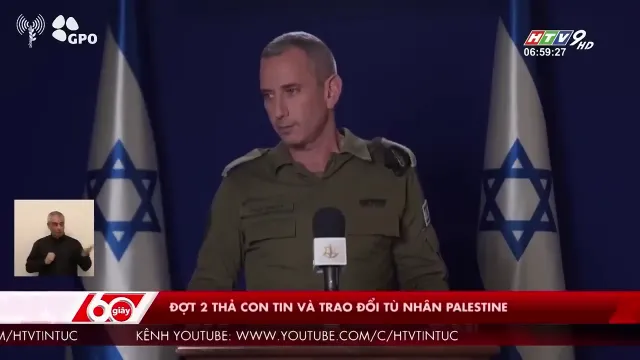 GPO
HTV9 HD
06:59:27
60 giây
ĐỢT 2 THẢ CON TIN VÀ TRAO ĐỔI TÙ NHÂN PALESTINE
/HTVTINTUC KÊNH YOUTUBE: WWW.YOUTUBE.COM/C/HTVTINTUC